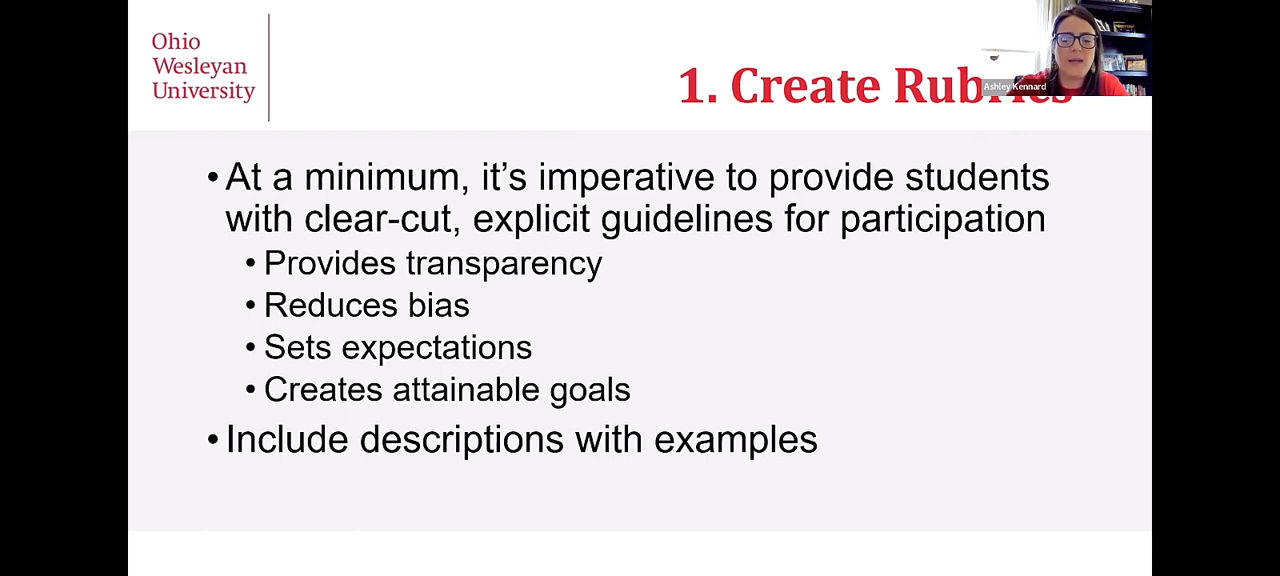 Ohio
Wesleyan
University
1. Create Rubrics
Ashley Kennard
• At a minimum, it’s imperative to provide students
with clear-cut, explicit guidelines for participation
• Provides transparency
• Reduces bias
• Sets expectations
• Creates attainable goals
• Include descriptions with examples